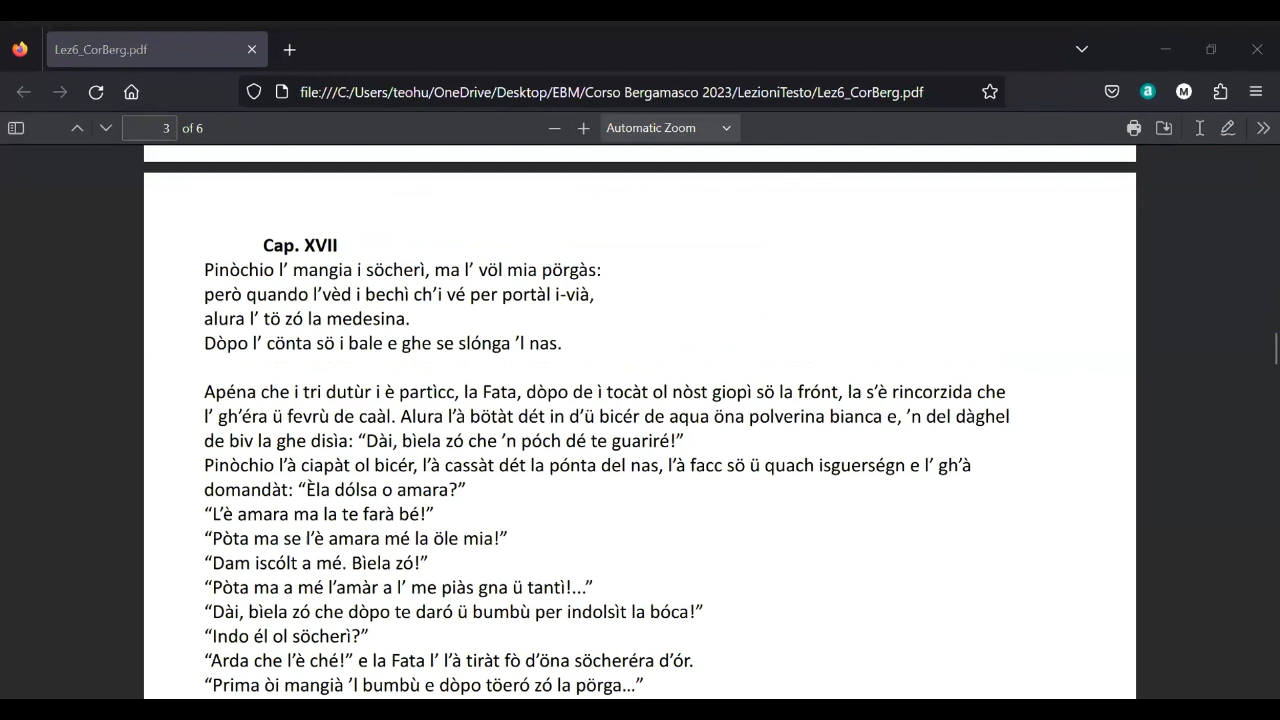 Lez6_CorBerg.pdf
file:///C:/Users/teohu/OneDrive/Desktop/EBM/Corso Bergamasco 2023/LezioniTesto/Lez6_CorBerg.pdf
3 of 6
Automatic Zoom
Cap. XVII
Pinòchio l’ mangia i söcherì, ma l’ völ mia pörgàs:
però quando l’vèd i bechì ch’i vé per portàl i-vià,
alura l’ tö zó la medesina.
Dòpo l’ cönta sö i bale e ghe se slónga ’l nas.
Apéna che i tri dutùr i è partìcc, la Fata, dòpo de ì tocàt ol nòst giopì sö la frónt, la s’è rincorzida che
l’ gh’éra ü fevrù de caàl. Alura l’à bötàt dét in d’ü bicér de aqua öna polverina bianca e, ’n del dàghel
de biv la ghe disìa: “Dài, bìela zó che ’n póch dé te guariré!”
Pinòchio l’à ciapàt ol bicér, l’à cassàt dét la pónta del nas, l’à facc sö ü quach isguerségn e l’ gh’à
domandàt: “Èla dólsa o amara?”
“L’è amara ma la te farà bé!”
“Pòta ma se l’è amara mé la öle mia!”
“Dam iscólt a mé. Bìela zó!”
“Pòta ma a mé l’amàr a l’ me piàs gna ü tantì!...”
“Dài, bìela zó che dòpo te daró ü bumbù per indolsìt la bóca!”
“Indo él ol söcherì?”
“Arda che l’è ché!” e la Fata l’ l’à tiràt fò d’öna söcheréra d’ór.
“Prima òi mangià ’l bumbù e dòpo töeró zó la pörga...”